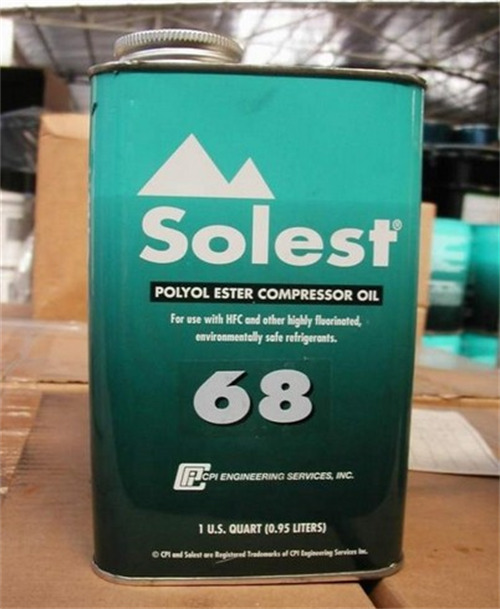 Solest®
POLYOL ESTER COMPRESSOR OIL
For use with HFC and other highly fluorinated,
environmentally safe refrigerants.
68
CPI CPI ENGINEERING SERVICES, INC.
1 U.S. QUART (0.95 LITERS)
© CPI and Solest are Registered Trademarks of CPI Engineering Services Inc.